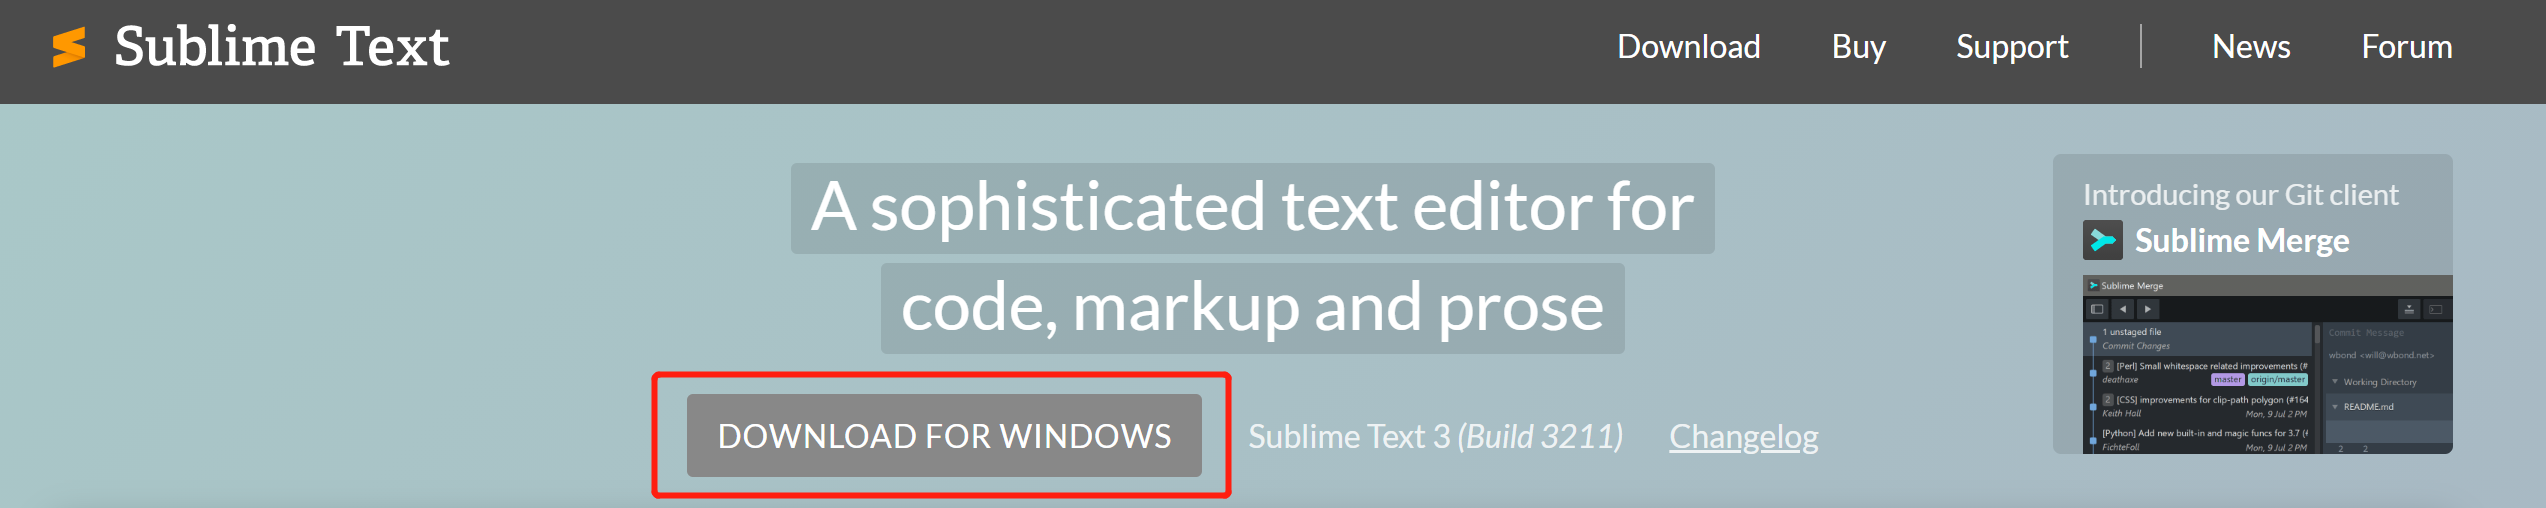 Sublime Text
Download Buy Support News Forum
A sophisticated text editor for
code, markup and prose
DOWNLOAD FOR WINDOWS
Sublime Text 3 (Build 3211) Changelog
Introducing our Git client
Sublime Merge
Sublime Merge
1 unstaged file
Commit Changes
2 [Perl] Small whitespace related improvements (#
deathaxe master origin/master
2 [CSS] improvements for clip-path polygon (#164
Keith Hall Mon, 9 Jul 2 PM
[Python] Add new built-in and magic funcs for 3.7 (#
FichteFoll Mon, 9 Jul 2 PM
Commit Message
wbond <will@wbond.net>
Working Directory
README.md
2 2